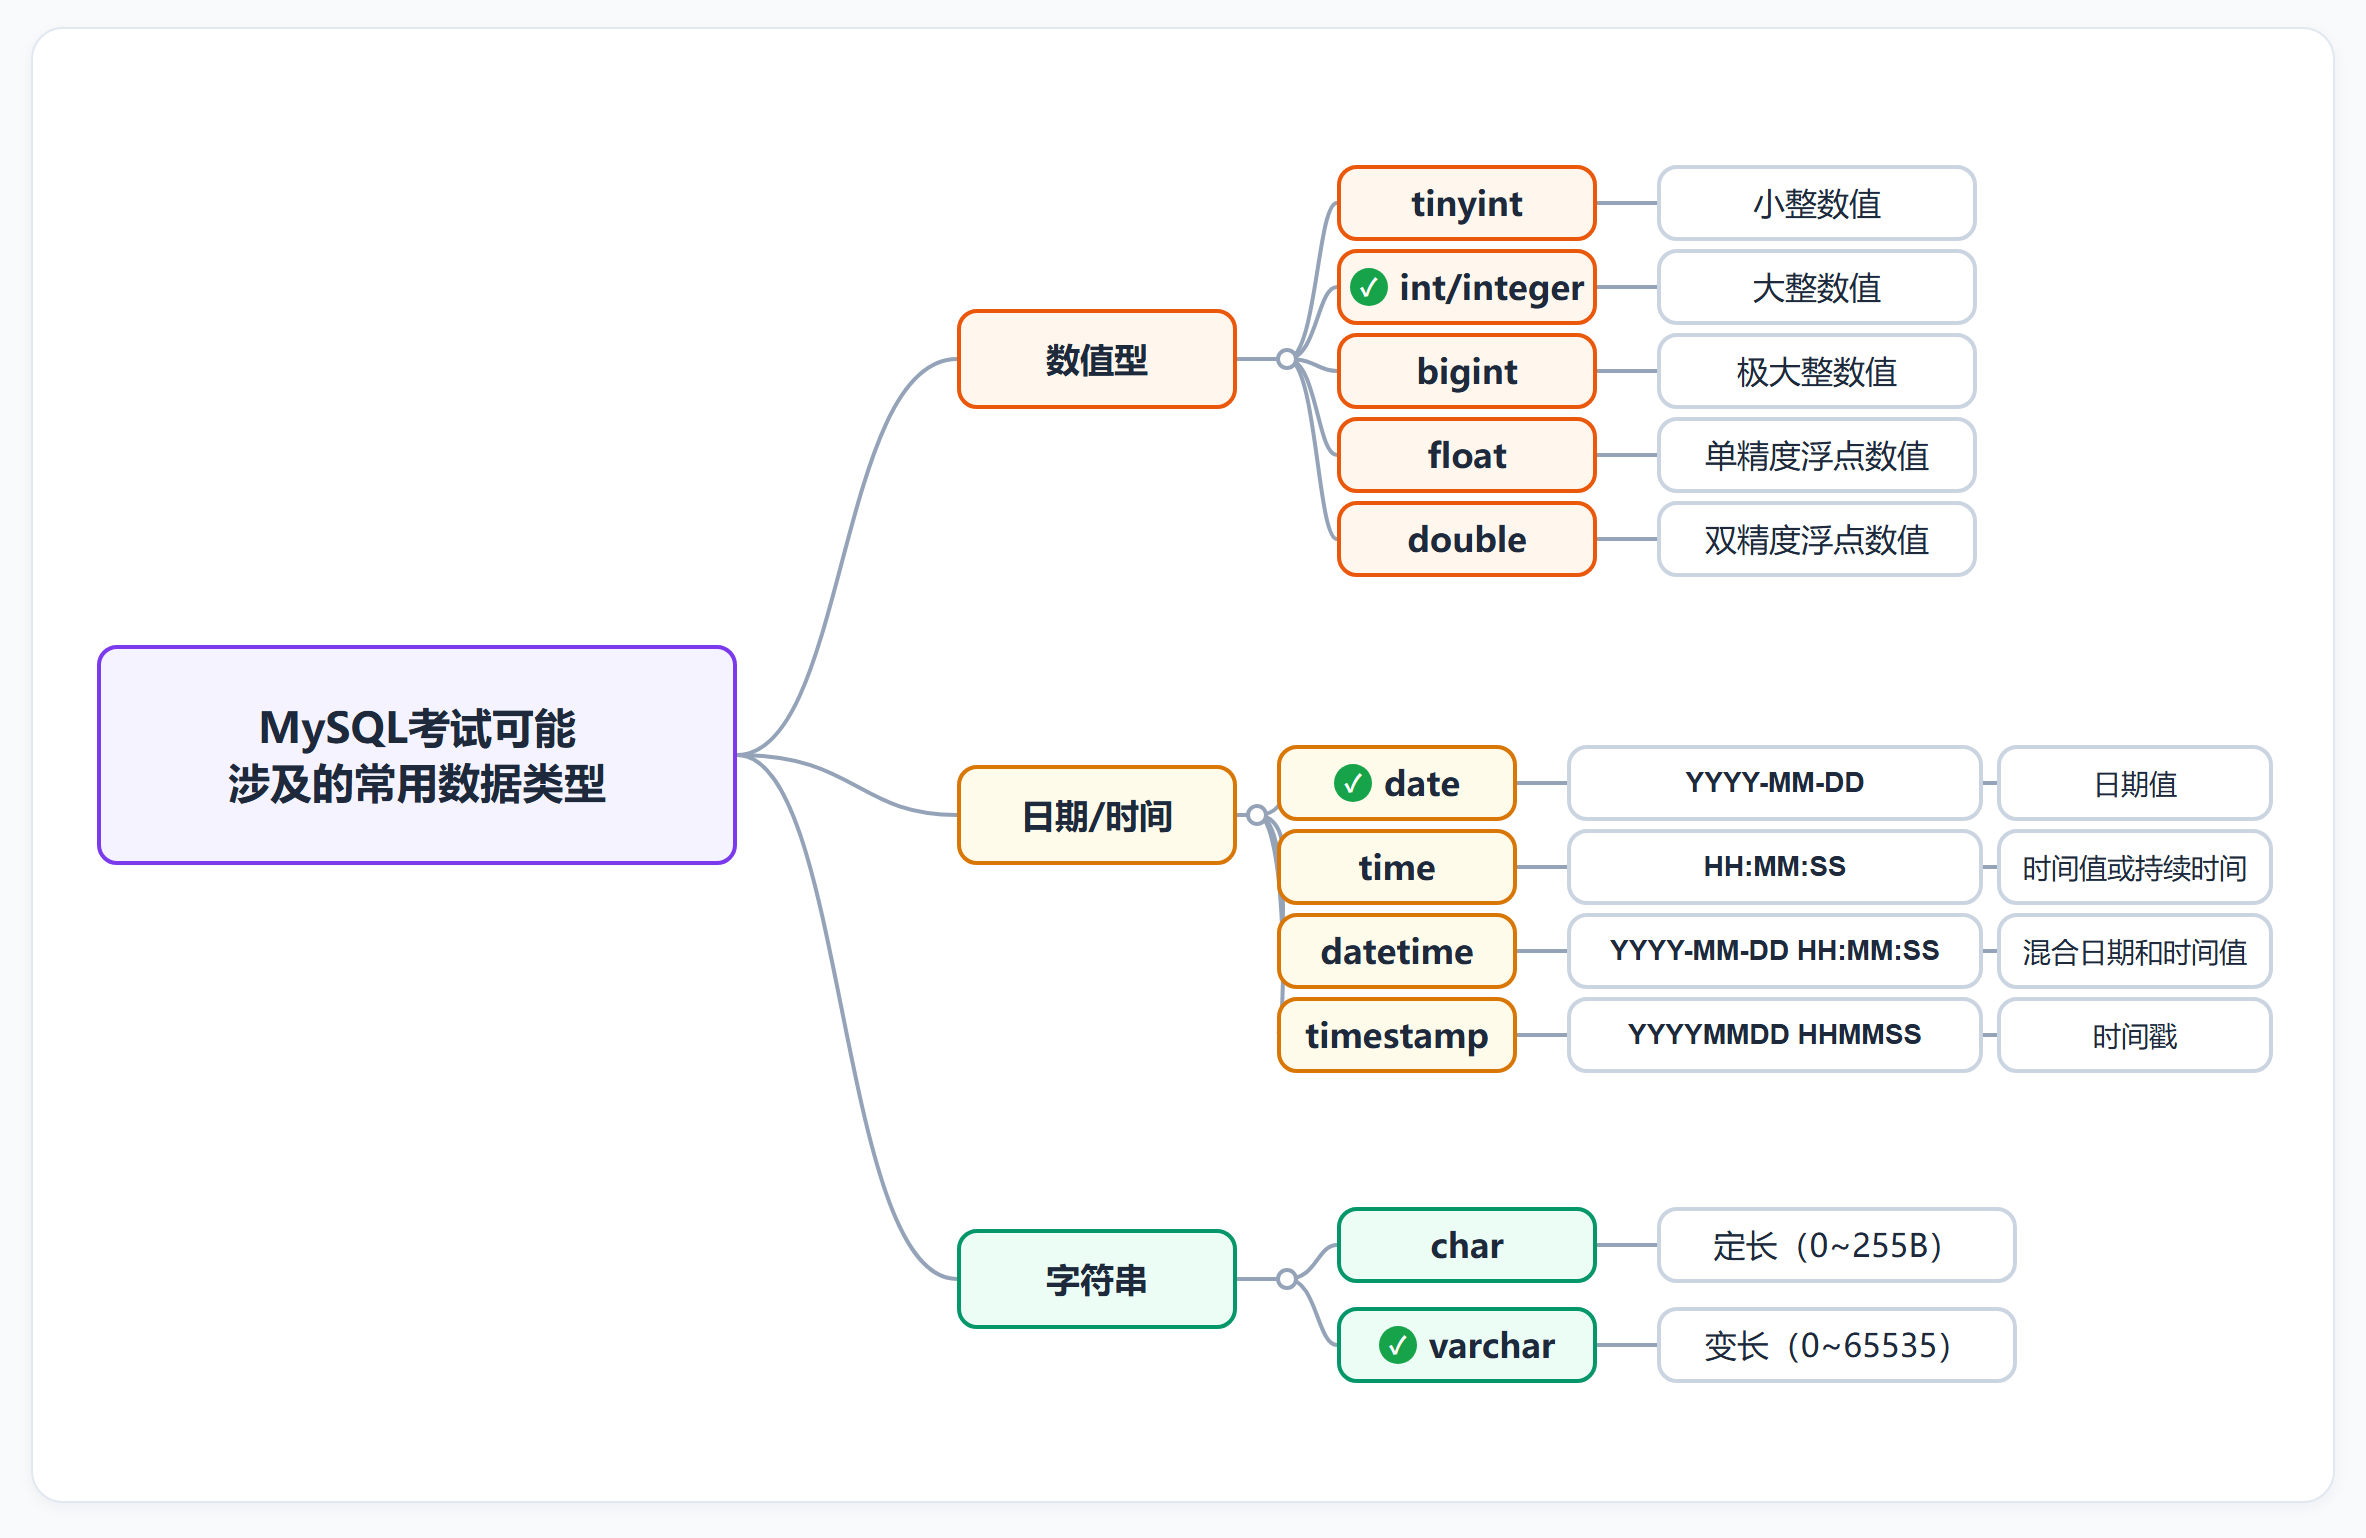 MySQL考试可能
涉及的常用数据类型
数值型
tinyint
小整数值
int/integer
大整数值
bigint
极大整数值
float
单精度浮点数值
double
双精度浮点数值
日期/时间
date
YYYY-MM-DD
日期值
time
HH:MM:SS
时间值或持续时间
datetime
YYYY-MM-DD HH:MM:SS
混合日期和时间值
timestamp
YYYYMMDD HHMMSS
时间戳
字符串
char
定长（0~255B）
varchar
变长（0~65535）